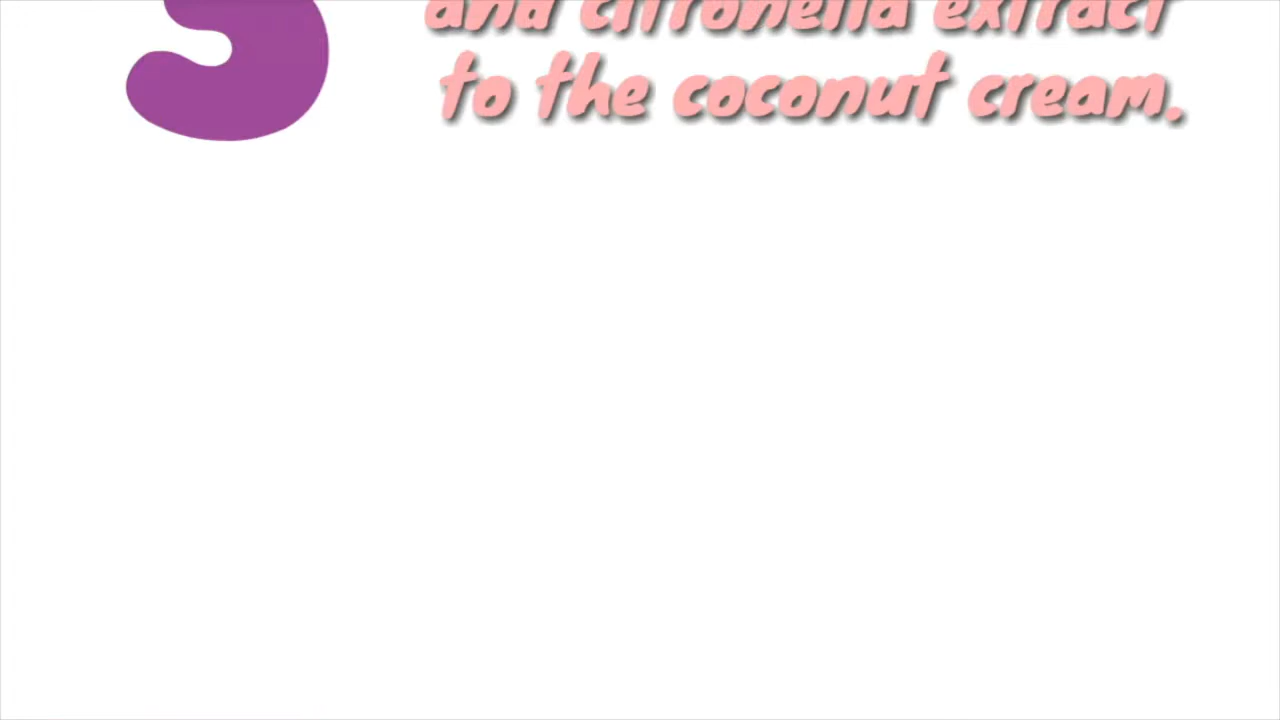 and citronella extract
to the coconut cream.